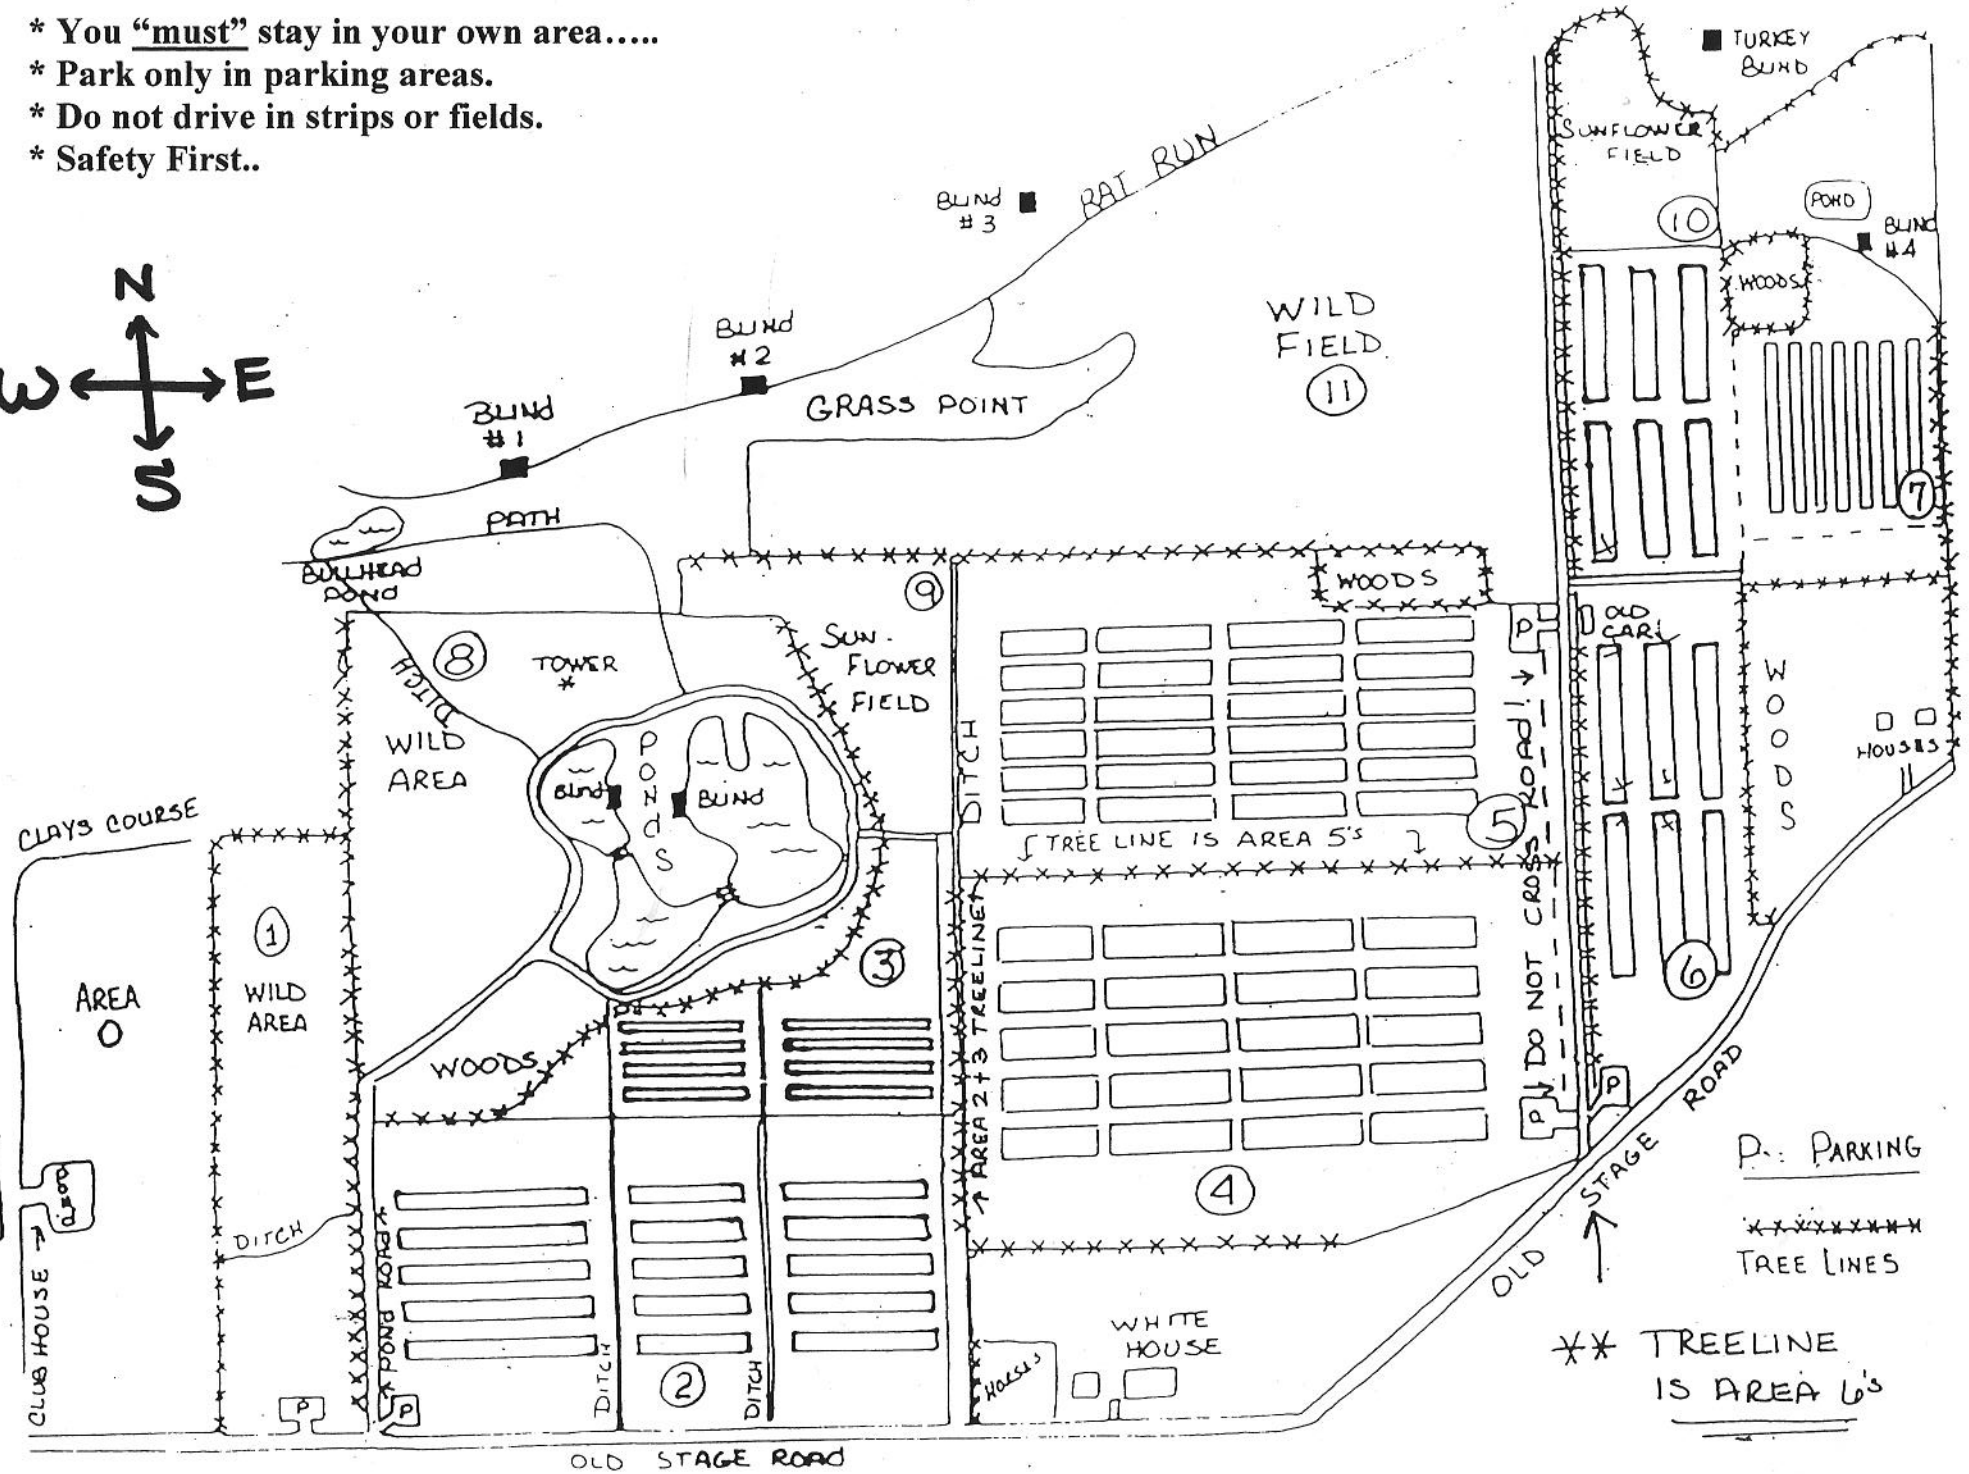 * You “must” stay in your own area…..
* Park only in parking areas.
* Do not drive in strips or fields.
* Safety First..
N
W
E
S
TURKEY
BLIND
SUNFLOWER
FIELD
10
POND
BLIND
#4
WOODS
7
BLIND
#3
RAT RUN
WILD
FIELD.
11
BLIND
#2
GRASS POINT
BLIND
#1
PATH
BULLHEAD
POND
DITCH
8
TOWER
*
WILD
AREA
SUN-
FLOWER
FIELD
9
WOODS
P
OLD
CAR
WOODS
HOUSES
PONDS
BLIND
BLIND
DITCH
5
TREE LINE IS AREA 5's
DO NOT CROSS ROAD!
CLAYS COURSE
AREA
0
1
WILD
AREA
3
AREA 2+3 TREELINE
6
WOODS
P
P
4
DITCH
POND ROAD
CLUB HOUSE
DITCH
2
DITCH
P
P
HORSES
WHITE
HOUSE
OLD STAGE ROAD
OLD STAGE ROAD
P.: PARKING
TREE LINES
** TREELINE
IS AREA 6's